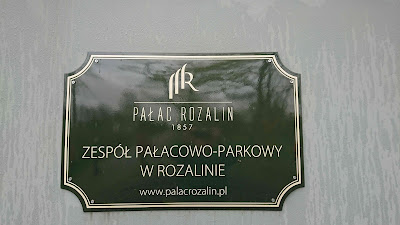 PAŁAC ROZALIN
1857
ZESPÓŁ PAŁACOWO-PARKOWY
W ROZALINIE
www.palacrozalin.pl